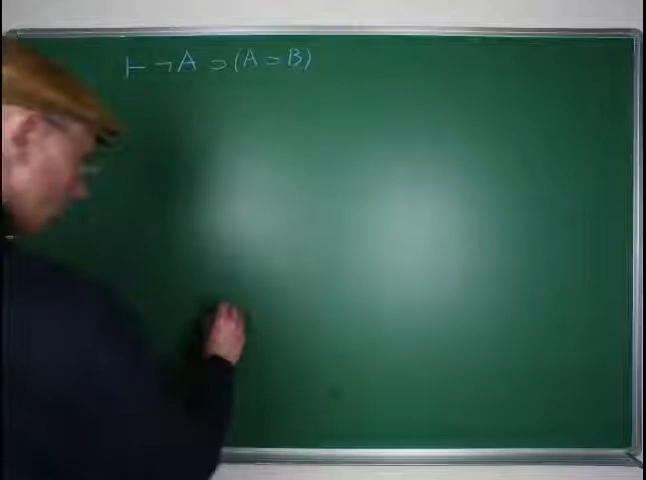 ⊢ ¬A ⊃ (A ⊃ B)